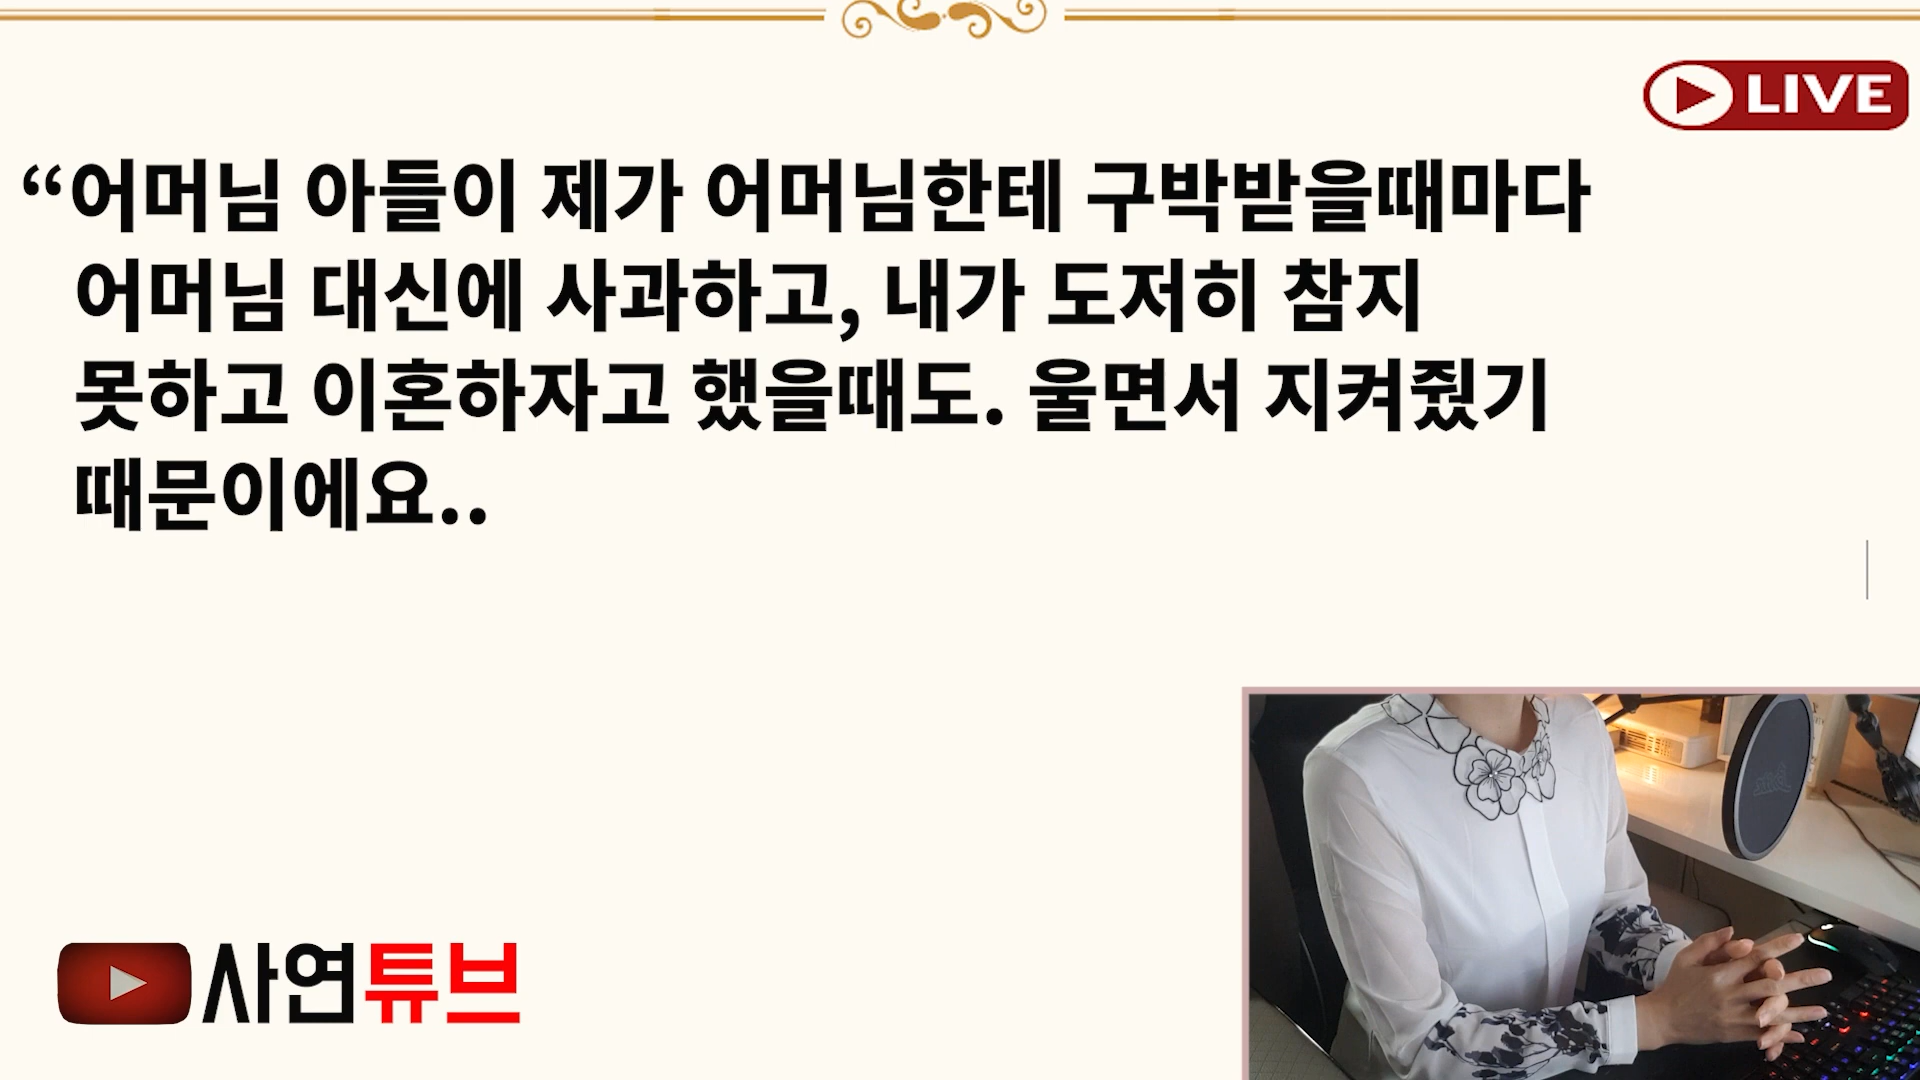 LIVE
“어머님 아들이 제가 어머님한테 구박받을때마다
어머님 대신에 사과하고, 내가 도저히 참지
못하고 이혼하자고 했을때도. 울면서 지켜줬기
때문이에요..
사연튜브